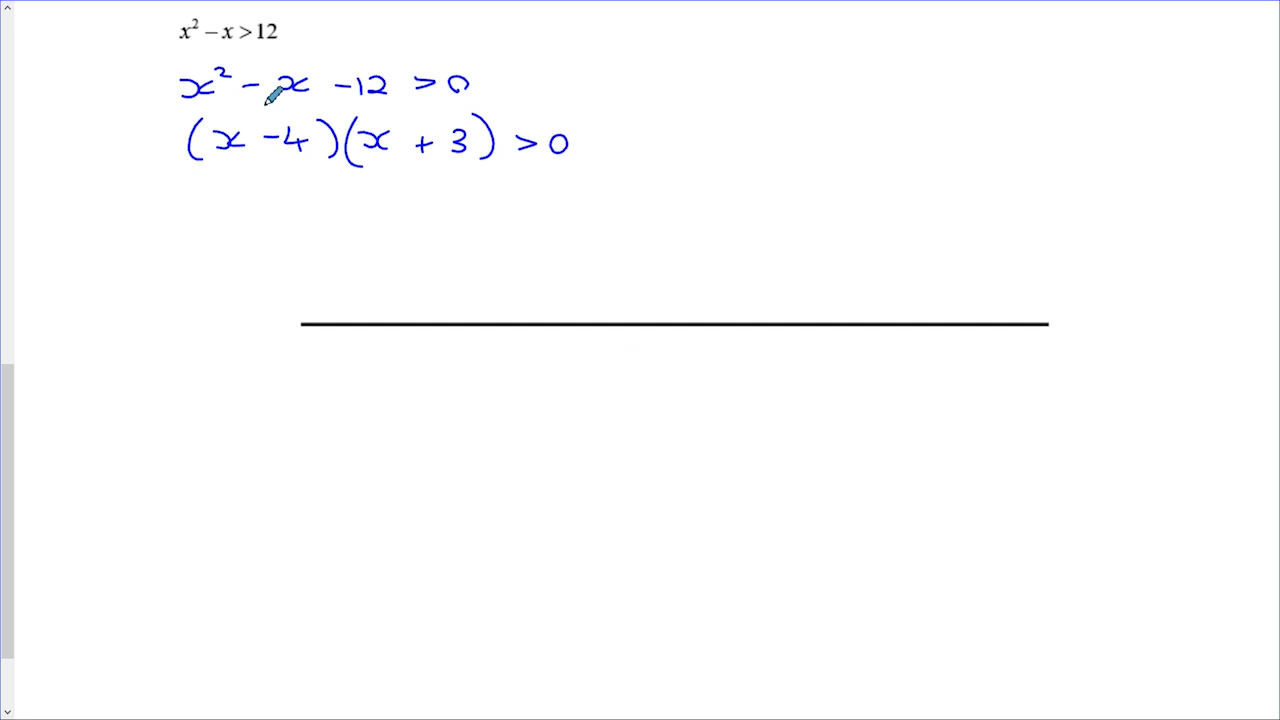 x² − x > 12
x² − x − 12 > 0
(x − 4)(x + 3) > 0